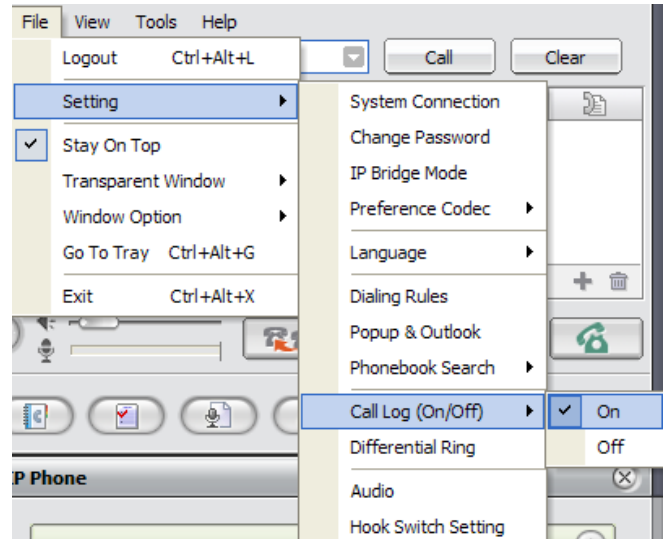 File View Tools Help
Logout Ctrl+Alt+L
Call Clear
Setting
Stay On Top
Transparent Window
Window Option
Go To Tray Ctrl+Alt+G
Exit Ctrl+Alt+X
System Connection
Change Password
IP Bridge Mode
Preference Codec
Language
Dialing Rules
Popup & Outlook
Phonebook Search
Call Log (On/Off)
Differential Ring
Audio
Hook Switch Setting
On
Off
IP Phone